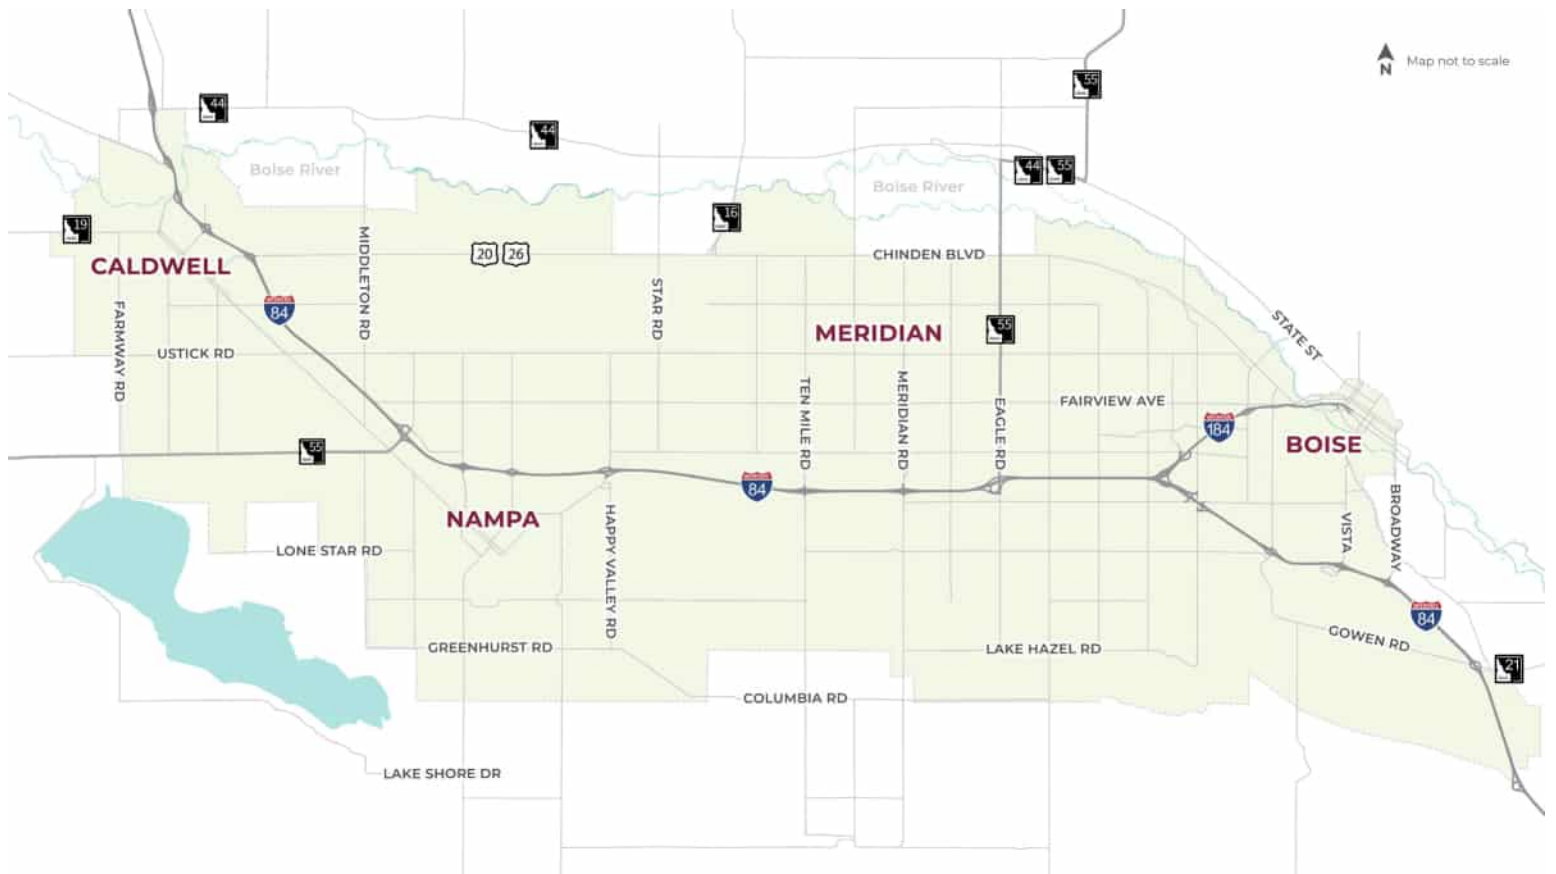 N
Map not to scale
55
44
44
Boise River
44
55
Boise River
16
19
MIDDLETON RD
20
26
CHINDEN BLVD
CALDWELL
84
FARMWAY RD
STAR RD
MERIDIAN
55
STATE ST
USTICK RD
TEN MILE RD
MERIDIAN RD
EAGLE RD
FAIRVIEW AVE
184
BOISE
55
84
NAMPA
HAPPY VALLEY RD
VISTA
BROADWAY
LONE STAR RD
84
GREENHURST RD
LAKE HAZEL RD
GOWEN RD
21
COLUMBIA RD
LAKE SHORE DR